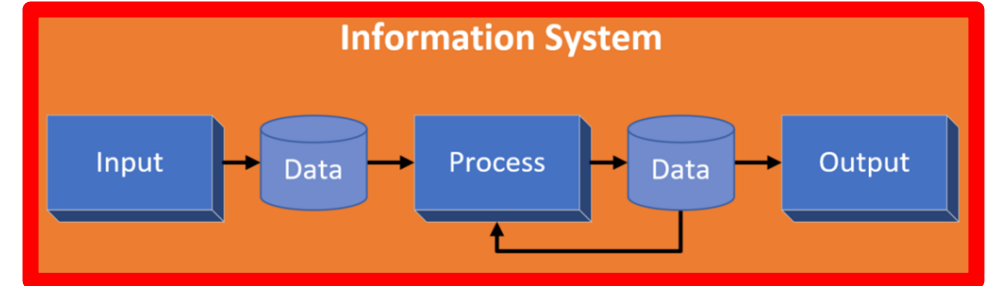 Information System
Input
Data
Process
Data
Output